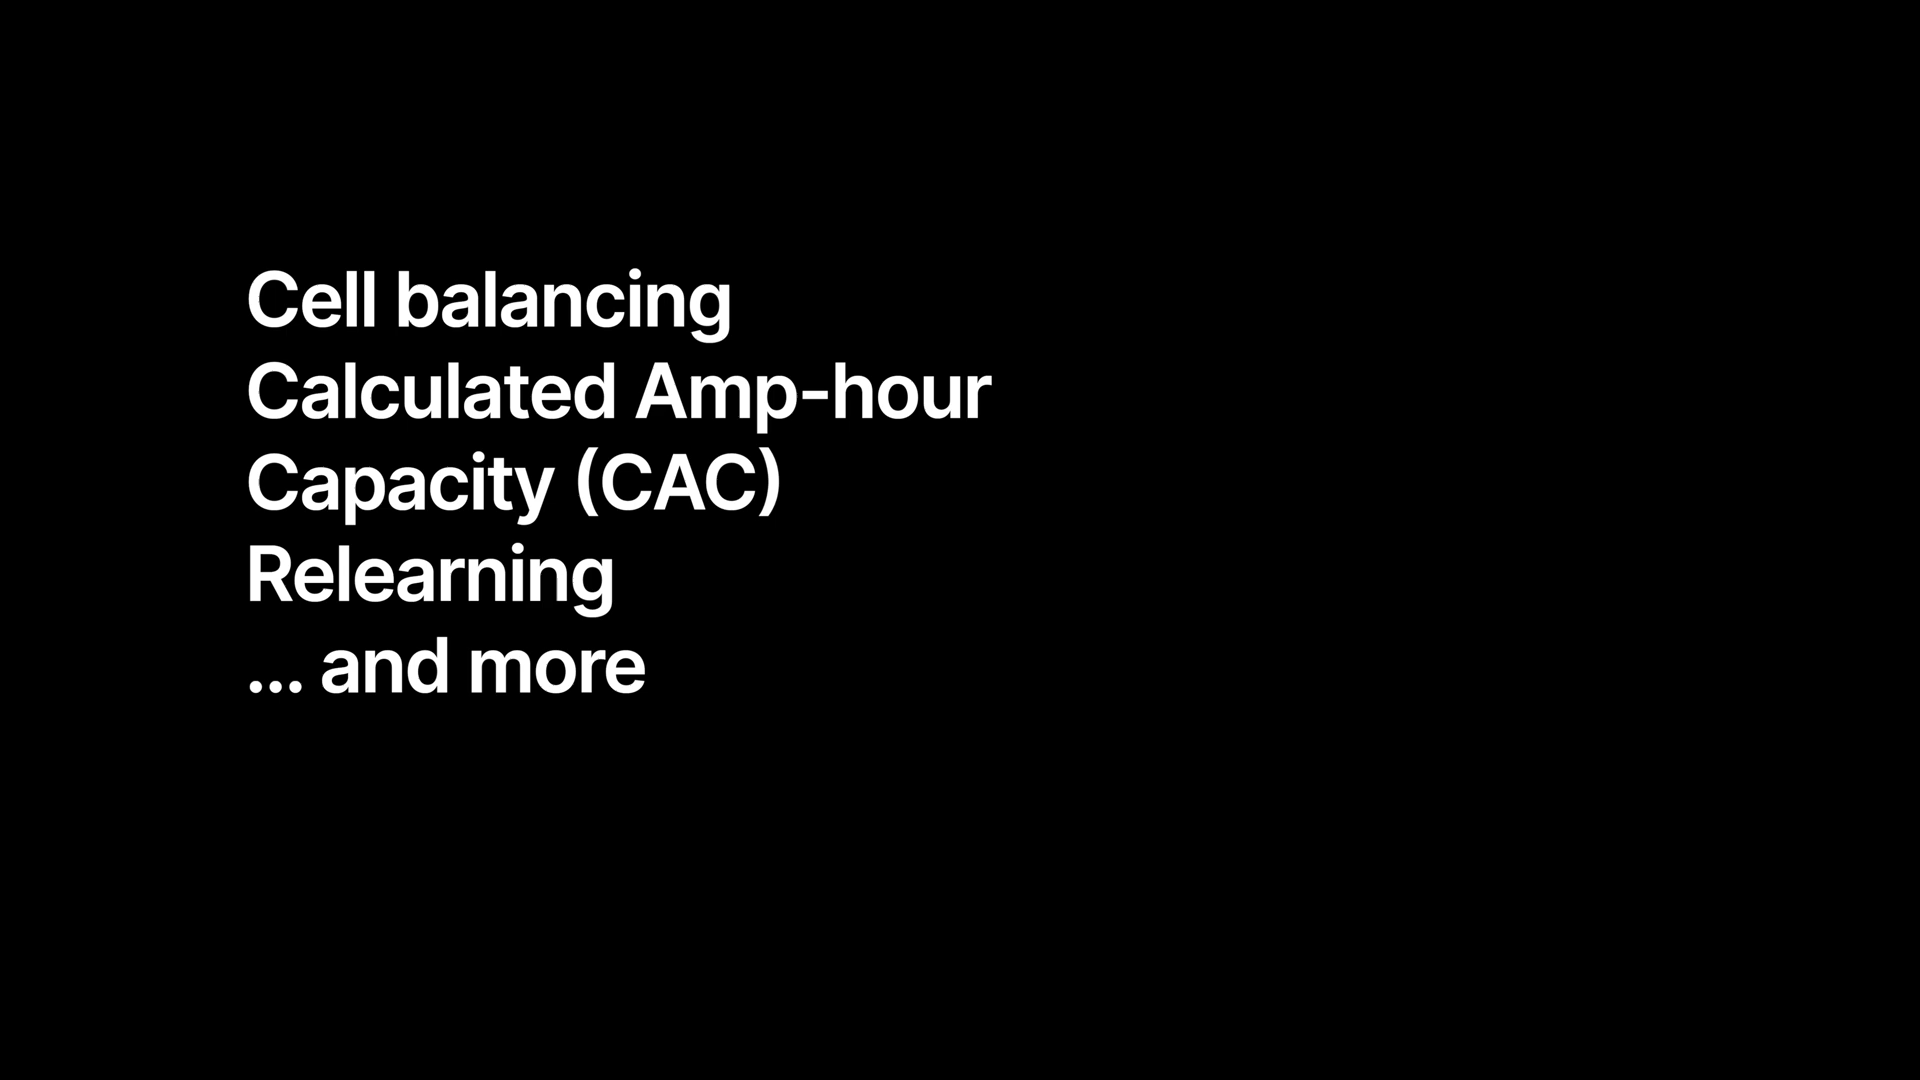 Cell balancing
Calculated Amp-hour
Capacity (CAC)
Relearning
... and more